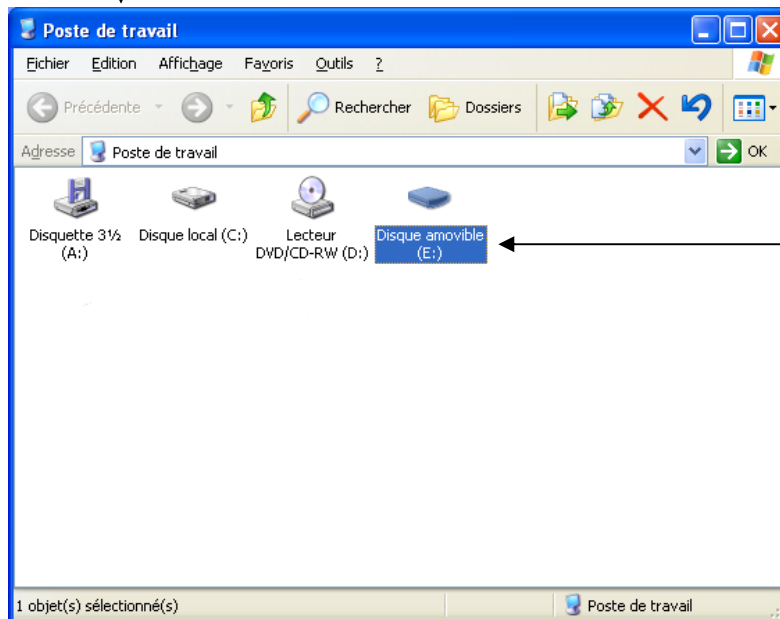 Poste de travail
Fichier Edition Affichage Favoris Outils ?
Précédente Rechercher Dossiers
Adresse Poste de travail OK
Disquette 3½ (A:)
Disque local (C:)
Lecteur DVD/CD-RW (D:)
Disque amovible (E:)
1 objet(s) sélectionné(s) Poste de travail